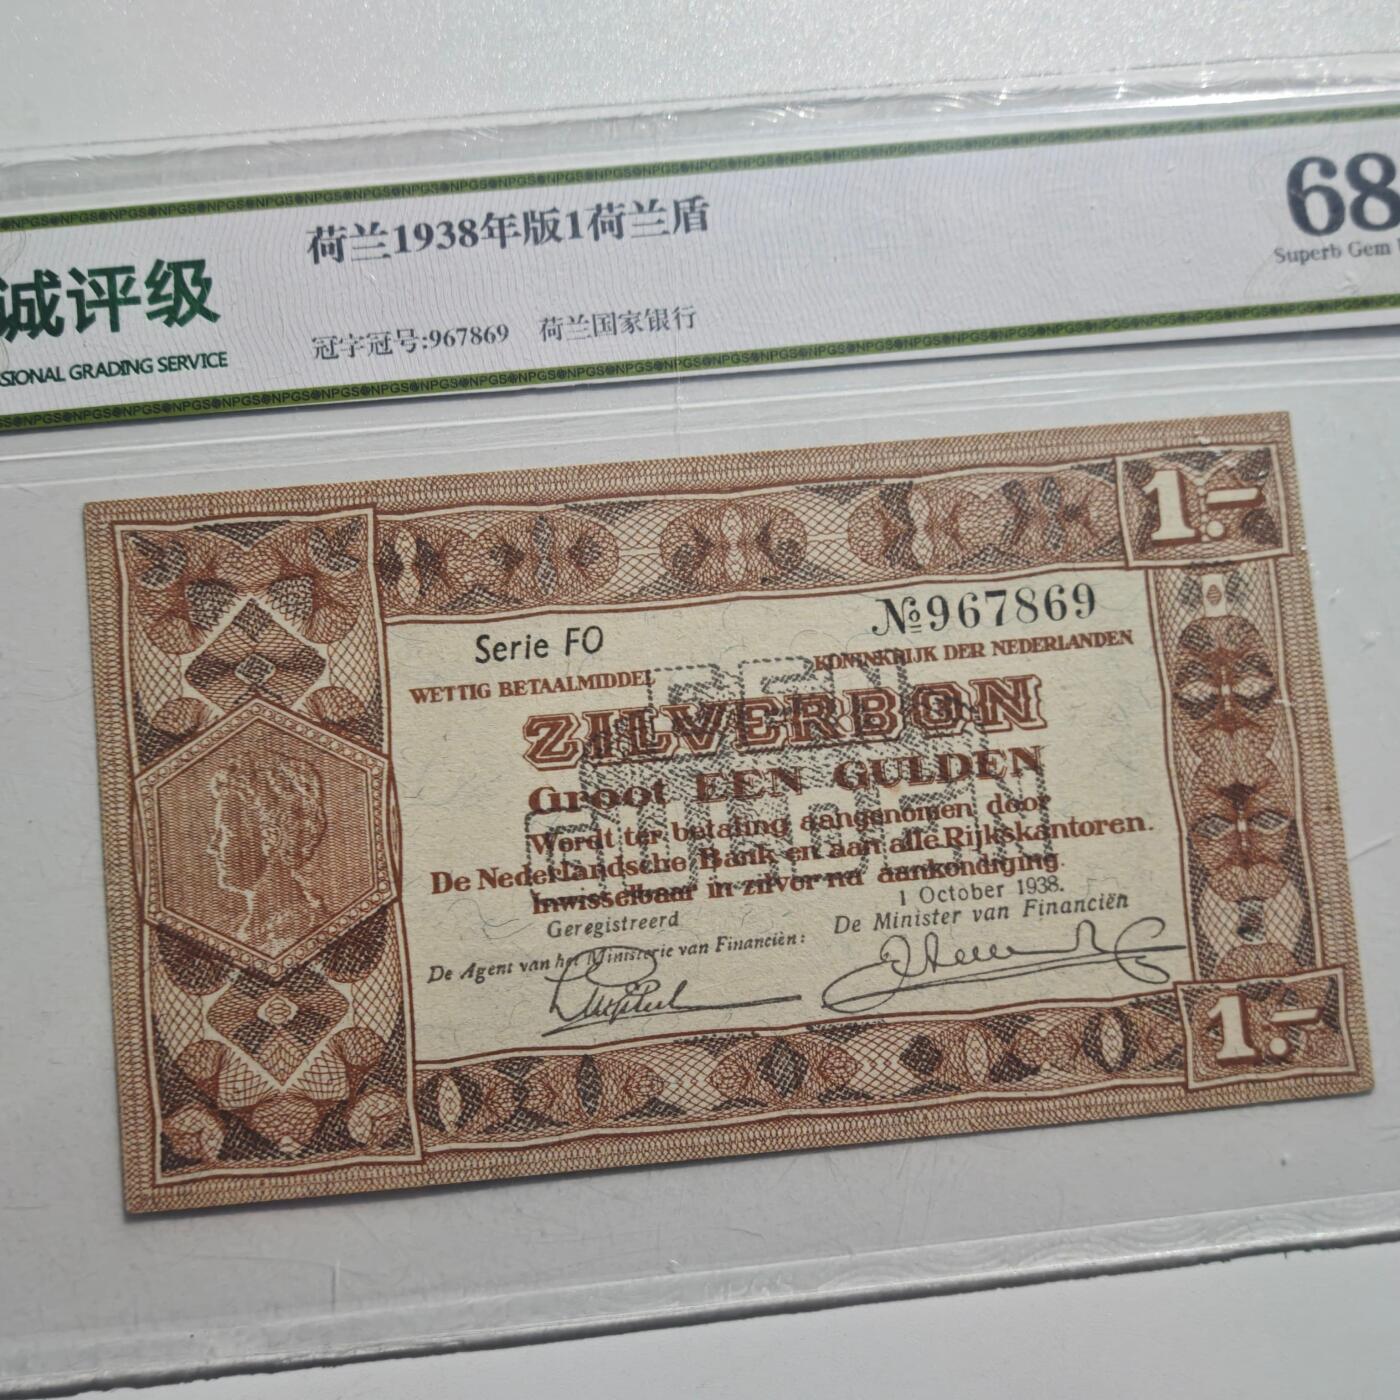 荷兰1938年版1荷兰盾
68
Superb Gem
诚评级
冠字冠号:967869 荷兰国家银行
SIONAL GRADING SERVICE
1.-
Serie FO
№967869
WETTIG BETAALMIDDEL
KONINKRIJK DER NEDERLANDEN
EEN
GULDEN
ZILVERBON
Groot EEN GULDEN
Wordt ter betaling aangenomen door
De Nederlandsche Bank en aan alle Rijkskantoren.
Inwisselbaar in zilver na aankondiging.
Geregistreerd
1 October 1938.
De Agent van het Ministerie van Financiën:
De Minister van Financiën
1.-